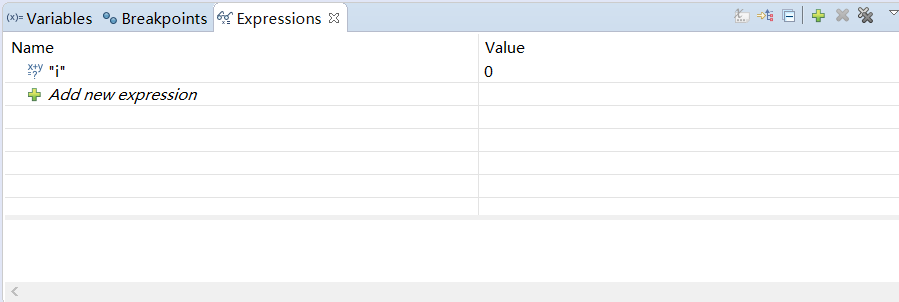 (x)= Variables Breakpoints Expressions
Name Value
x+y =? "i" 0
Add new expression